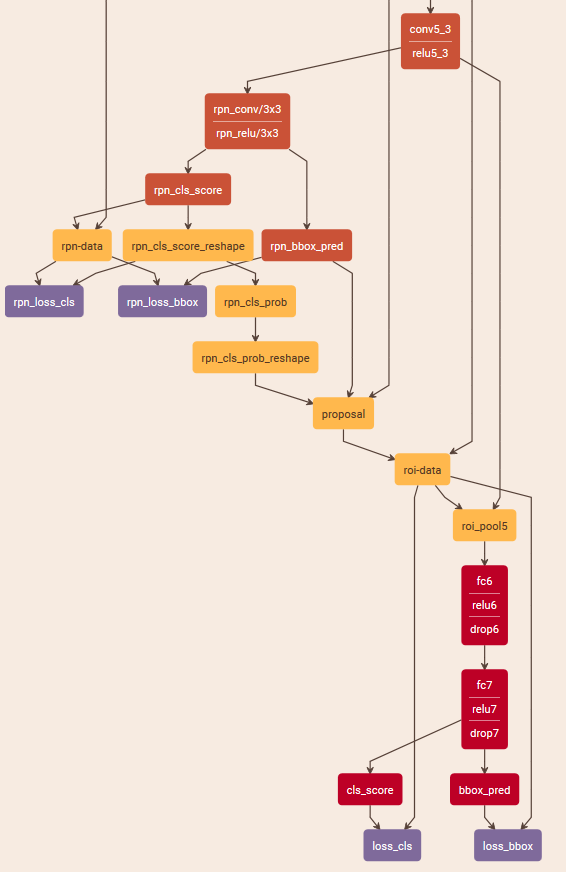 conv5_3
relu5_3
rpn_conv/3x3
rpn_relu/3x3
rpn_cls_score
rpn-data
rpn_cls_score_reshape
rpn_bbox_pred
rpn_loss_cls
rpn_loss_bbox
rpn_cls_prob
rpn_cls_prob_reshape
proposal
roi-data
roi_pool5
fc6
relu6
drop6
fc7
relu7
drop7
cls_score
bbox_pred
loss_cls
loss_bbox